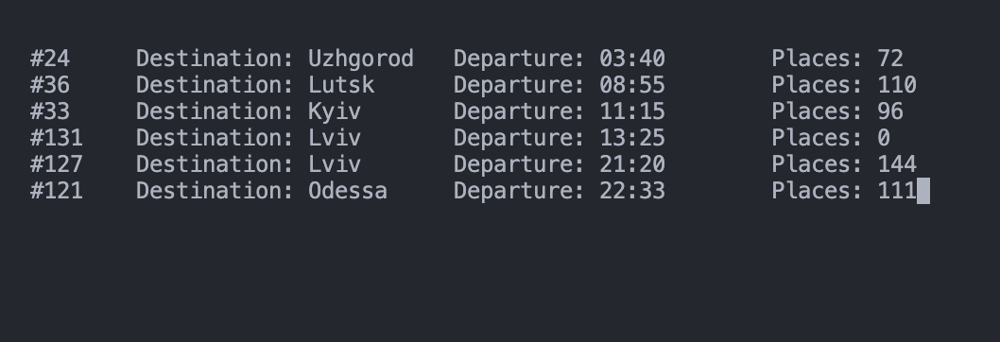 #24 Destination: Uzhgorod Departure: 03:40 Places: 72
#36 Destination: Lutsk Departure: 08:55 Places: 110
#33 Destination: Kyiv Departure: 11:15 Places: 96
#131 Destination: Lviv Departure: 13:25 Places: 0
#127 Destination: Lviv Departure: 21:20 Places: 144
#121 Destination: Odessa Departure: 22:33 Places: 111